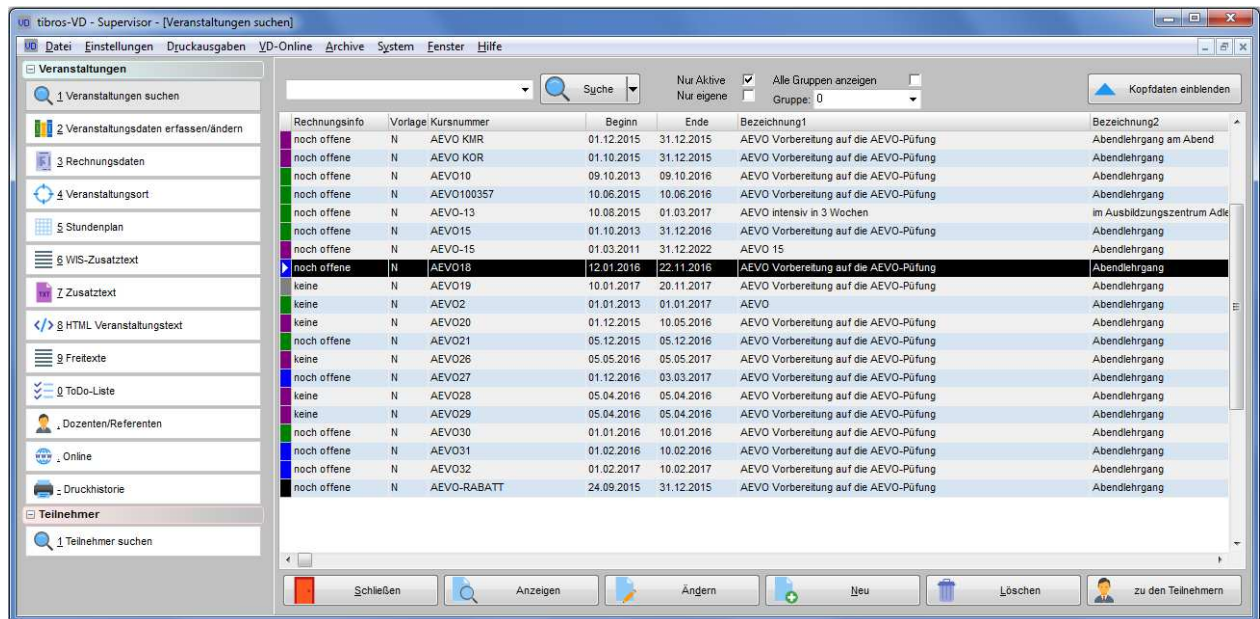 tibros-VD - Supervisor - [Veranstaltungen suchen]
Datei Einstellungen Druckausgaben VD-Online Archive System Fenster Hilfe
Veranstaltungen
1 Veranstaltungen suchen
2 Veranstaltungsdaten erfassen/ändern
3 Rechnungsdaten
4 Veranstaltungsort
5 Stundenplan
6 WIS-Zusatztext
7 Zusatztext
8 HTML Veranstaltungstext
9 Freitexte
0 ToDo-Liste
, Dozenten/Referenten
. Online
- Druckhistorie
Teilnehmer
1 Teilnehmer suchen
Suche
Nur Aktive Alle Gruppen anzeigen
Nur eigene Gruppe: 0
Kopfdaten einblenden
Rechnungsinfo Vorlage Kursnummer Beginn Ende Bezeichnung1 Bezeichnung2
noch offene N AEVO KMR 01.12.2015 31.12.2015 AEVO Vorbereitung auf die AEVO-Püfung Abendlehrgang am Abend
noch offene N AEVO KOR 01.10.2015 31.12.2015 AEVO Vorbereitung auf die AEVO-Püfung Abendlehrgang
noch offene N AEVO10 09.10.2013 09.10.2016 AEVO Vorbereitung auf die AEVO-Püfung Abendlehrgang
noch offene N AEVO100357 10.06.2015 10.06.2016 AEVO Vorbereitung auf die AEVO-Püfung Abendlehrgang
noch offene N AEVO-13 10.08.2015 01.03.2017 AEVO intensiv in 3 Wochen im Ausbildzungszentrum Adle
noch offene N AEVO15 01.10.2013 31.12.2016 AEVO Vorbereitung auf die AEVO-Püfung Abendlehrgang
noch offene N AEVO-15 01.03.2011 31.12.2022 AEVO 15 Abendlehrgang
noch offene N AEVO18 12.01.2016 22.11.2016 AEVO Vorbereitung auf die AEVO-Püfung Abendlehrgang
keine N AEVO19 10.01.2017 20.11.2017 AEVO Vorbereitung auf die AEVO-Püfung Abendlehrgang
keine N AEVO2 01.01.2013 01.01.2017 AEVO Abendlehrgang
keine N AEVO20 01.12.2015 10.05.2016 AEVO Vorbereitung auf die AEVO-Püfung Abendlehrgang
noch offene N AEVO21 05.12.2015 05.12.2016 AEVO Vorbereitung auf die AEVO-Püfung Abendlehrgang
keine N AEVO26 05.05.2016 05.05.2017 AEVO Vorbereitung auf die AEVO-Püfung Abendlehrgang
noch offene N AEVO27 01.12.2016 03.03.2017 AEVO Vorbereitung auf die AEVO-Püfung Abendlehrgang
keine N AEVO28 05.04.2016 05.04.2016 AEVO Vorbereitung auf die AEVO-Püfung Abendlehrgang
keine N AEVO29 05.04.2016 05.04.2016 AEVO Vorbereitung auf die AEVO-Püfung Abendlehrgang
noch offene N AEVO30 01.01.2016 10.01.2016 AEVO Vorbereitung auf die AEVO-Püfung Abendlehrgang
noch offene N AEVO31 01.02.2016 10.02.2016 AEVO Vorbereitung auf die AEVO-Püfung Abendlehrgang
noch offene N AEVO32 01.02.2017 10.02.2017 AEVO Vorbereitung auf die AEVO-Püfung Abendlehrgang
noch offene N AEVO-RABATT 24.09.2015 31.12.2015 AEVO Vorbereitung auf die AEVO-Püfung Abendlehrgang
Schließen Anzeigen Ändern Neu Löschen zu den Teilnehmern